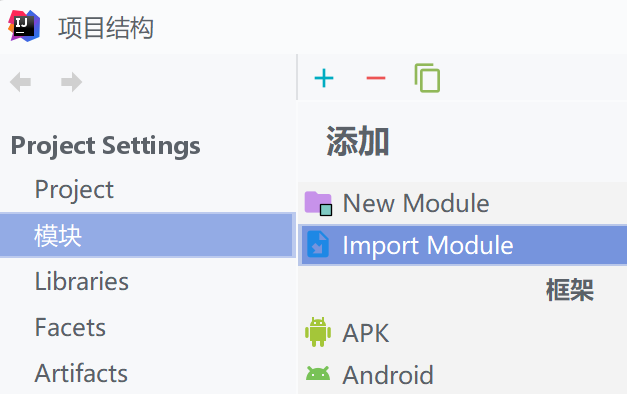 IJ
项目结构
Project Settings
Project
模块
Libraries
Facets
Artifacts
添加
New Module
Import Module
框架
APK
Android